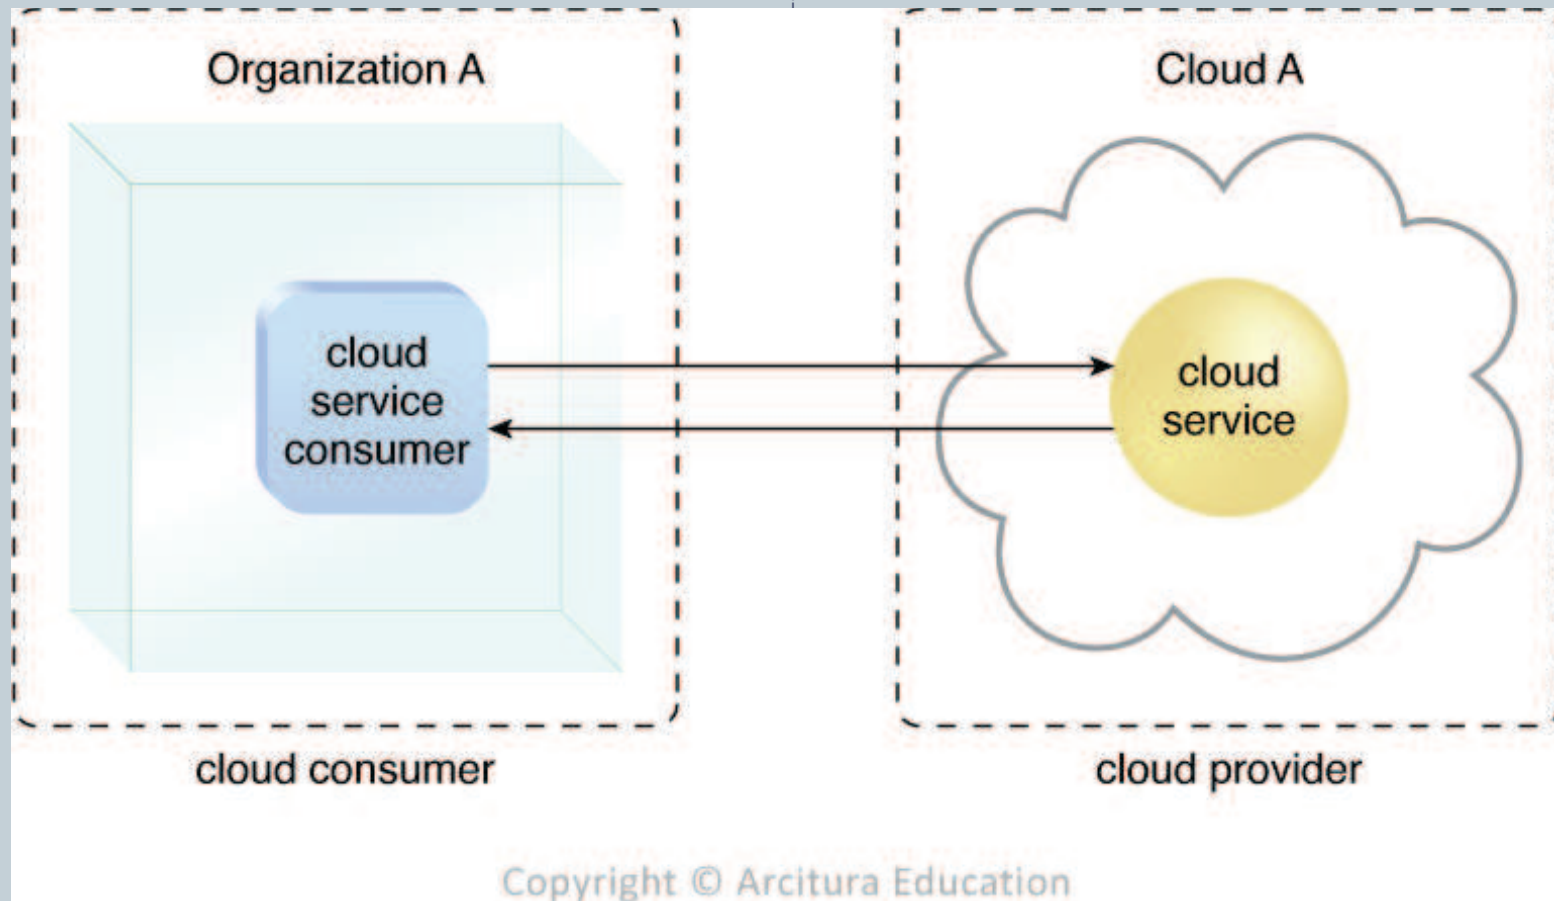 Organization A
Cloud A
cloud
service
consumer
cloud
service
cloud consumer
cloud provider
Copyright © Arcitura Education